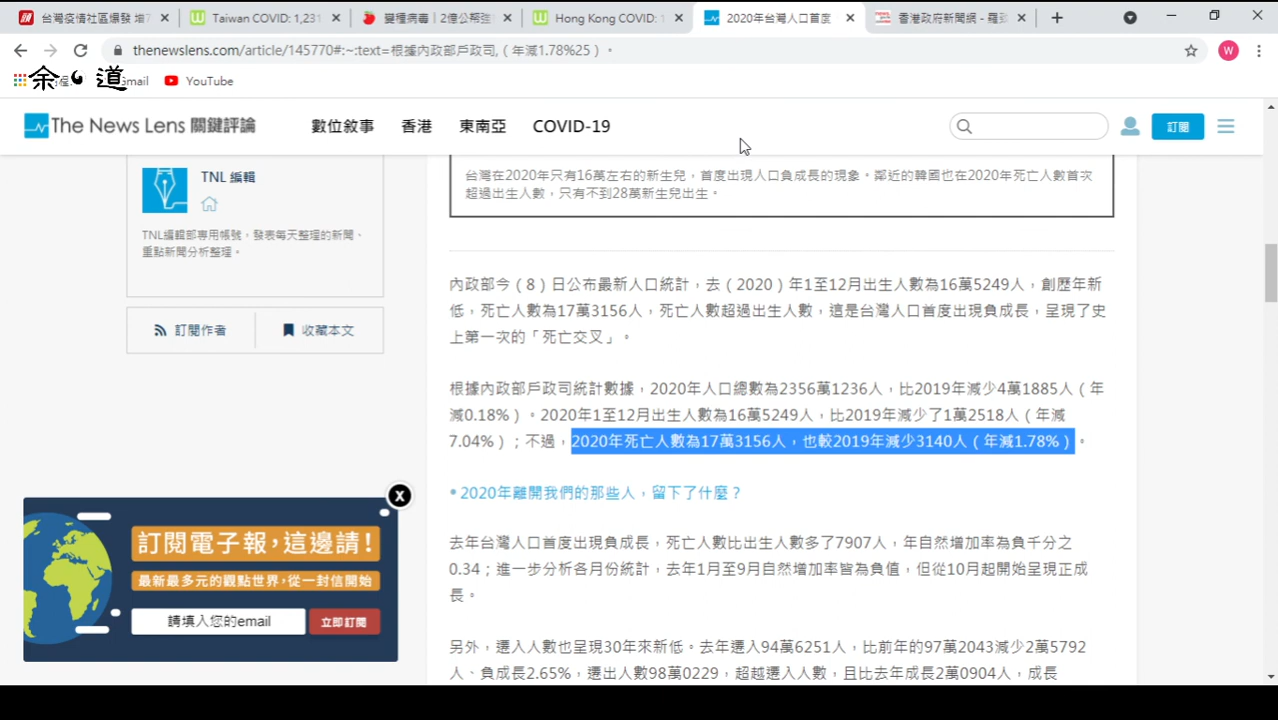 台灣疫情社區爆發 增
Taiwan COVID: 1,231
變種病毒｜2億公帑
Hong Kong COVID: 1
2020年台灣人口首度
香港政府新聞網 - 羅
thenewslens.com/article/145770#:~:text=根據內政部戶政司,（年減1.78%25）。
W
余心道
mail
YouTube
The News Lens 關鍵評論
數位敘事
香港
東南亞
COVID-19
訂閱
台灣在2020年只有16萬左右的新生兒，首度出現人口負成長的現象。鄰近的韓國也在2020年死亡人數首次
超過出生人數，只有不到28萬新生兒出生。
TNL 編輯
TNL編輯部專用帳號，發表每天整理的新聞、
重點新聞分析整理。
訂閱作者
收藏本文
內政部今（8）日公布最新人口統計，去（2020）年1至12月出生人數為16萬5249人，創歷年新
低，死亡人數為17萬3156人，死亡人數超過出生人數，這是台灣人口首度出現負成長，呈現了史
上第一次的「死亡交叉」。
根據內政部戶政司統計數據，2020年人口總數為2356萬1236人，比2019年減少4萬1885人（年
減0.18%）。2020年1至12月出生人數為16萬5249人，比2019年減少了1萬2518人（年減
7.04%）；不過，2020年死亡人數為17萬3156人，也較2019年減少3140人（年減1.78%）。
2020年離開我們的那些人，留下了什麼？
去年台灣人口首度出現負成長，死亡人數比出生人數多了7907人，年自然增加率為負千分之
0.34；進一步分析各月份統計，去年1月至9月自然增加率皆為負值，但從10月起開始呈現正成
長。
另外，遷入人數也呈現30年來新低。去年遷入94萬6251人，比前年的97萬2043減少2萬5792
人、負成長2.65%，遷出人數98萬0229，超越遷入人數，且比去年成長2萬0904人，成長
X
訂閱電子報，這邊請！
最新最多元的觀點世界，從一封信開始
請填入您的email
立即訂閱